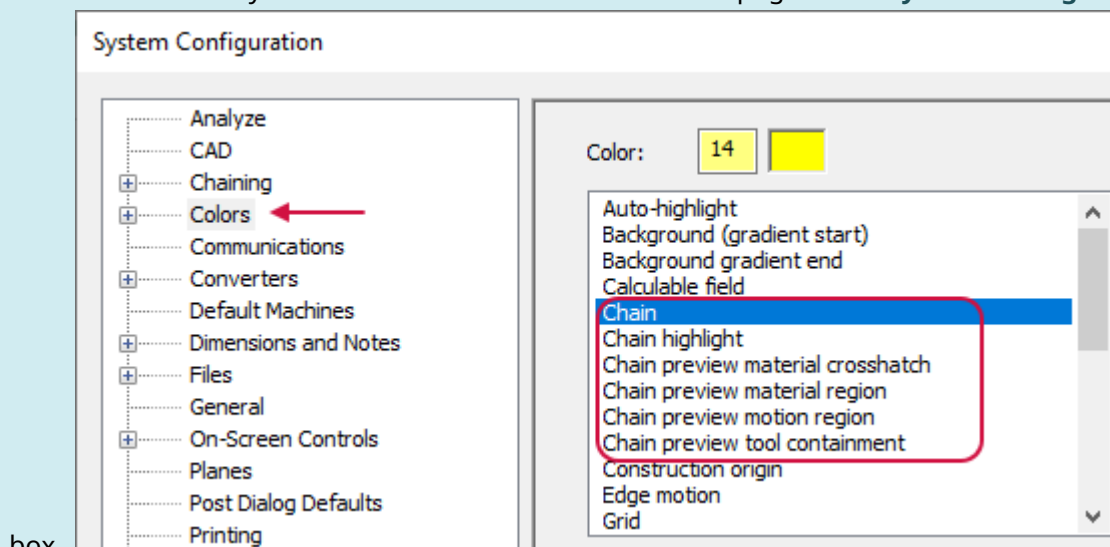 page
System Configuration
Analyze
CAD
Chaining
Colors
Communications
Converters
Default Machines
Dimensions and Notes
Files
General
On-Screen Controls
Planes
Post Dialog Defaults
Printing
Color: 14
Auto-highlight
Background (gradient start)
Background gradient end
Calculable field
Chain
Chain highlight
Chain preview material crosshatch
Chain preview material region
Chain preview motion region
Chain preview tool containment
Construction origin
Edge motion
Grid
box